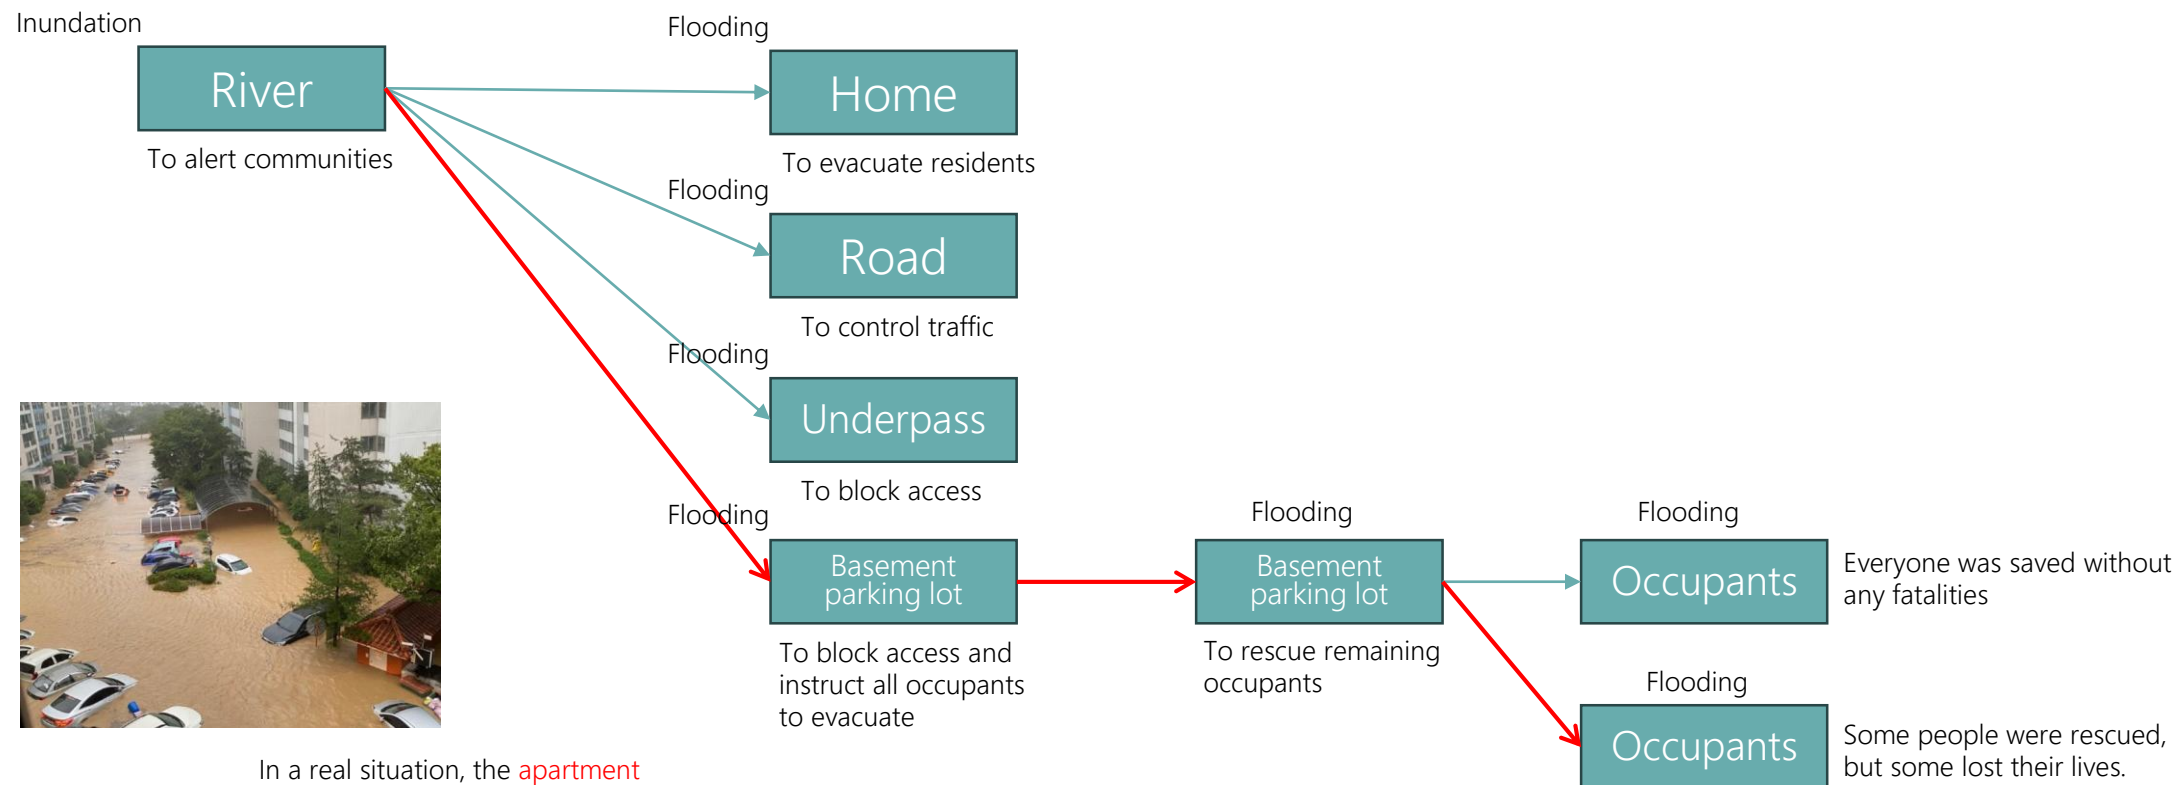 Inundation
River
To alert communities
Flooding
Home
To evacuate residents
Flooding
Road
To control traffic
Flooding
Underpass
To block access
Flooding
Basement
parking lot
To block access and
instruct all occupants
to evacuate
Flooding
Basement
parking lot
To rescue remaining
occupants
Flooding
Occupants
Everyone was saved without
any fatalities
Flooding
Occupants
Some people were rescued,
but some lost their lives.
In a real situation, the apartment